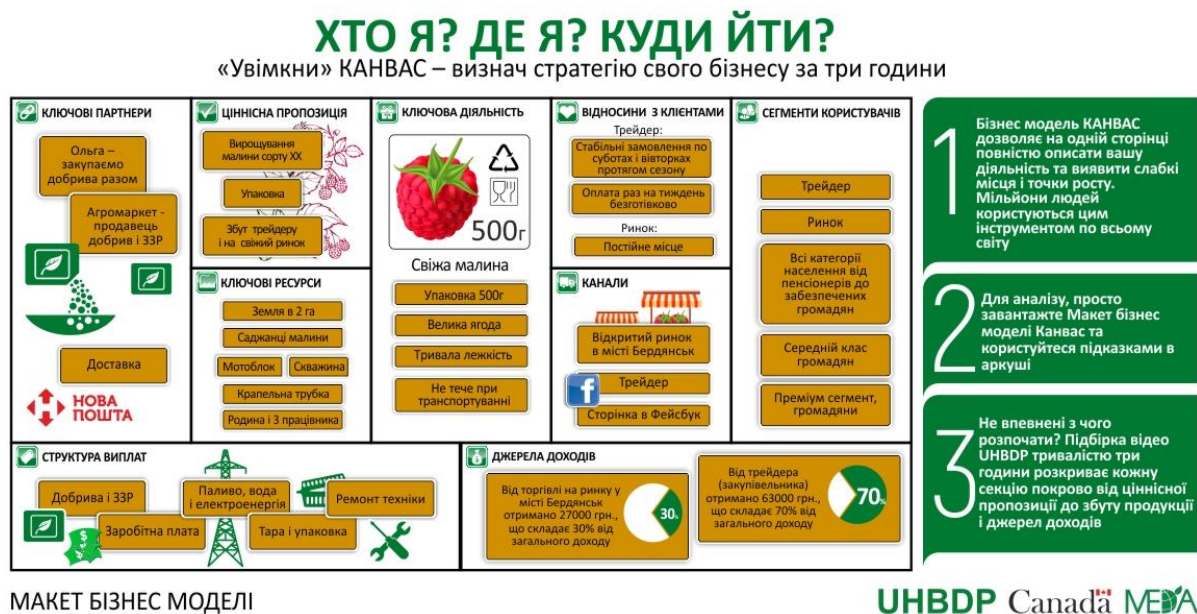 ХТО Я? ДЕ Я? КУДИ ЙТИ?
«Увімкни» КАНВАС – визнач стратегію свого бізнесу за три години
КЛЮЧОВІ ПАРТНЕРИ
Ольга –
закупаємо
добрива разом
Агромаркет -
продавець
добрив і ЗЗР
Доставка
НОВА
ПОШТА
ЦІННІСНА ПРОПОЗИЦІЯ
Вирощування
малини сорту ХХ
Упаковка
Збут трейдеру
і на свіжий ринок
КЛЮЧОВІ РЕСУРСИ
Земля в 2 га
Саджанці малини
Мотоблок
Скважина
Крапельна трубка
Родина і 3 працівника
КЛЮЧОВА ДІЯЛЬНІСТЬ
500г
Свіжа малина
Упаковка 500г
Велика ягода
Тривала лежкість
Не тече при
транспортуванні
ВІДНОСИНИ З КЛІЄНТАМИ
Трейдер:
Стабільні замовлення по
суботах і вівторках
протягом сезону
Оплата раз на тиждень
безготівково
Ринок:
Постійне місце
КАНАЛИ
Відкритий ринок
в місті Бердянськ
Трейдер
f
Сторінка в Фейсбук
СЕГМЕНТИ КОРИСТУВАЧІВ
Трейдер
Ринок
Всі категорії
населення від
пенсіонерів до
забезпечених
громадян
Середній клас
громадян
Преміум сегмент,
громадяни
СТРУКТУРА ВИПЛАТ
Добрива і ЗЗР
Заробітна плата
Паливо, вода
і електроенергія
Тара і упаковка
Ремонт техніки
ДЖЕРЕЛА ДОХОДІВ
Від торгівлі на ринку у
місті Бердянськ
отримано 27000 грн.,
що складає 30% від
загального доходу
30%
Від трейдера
(закупівельника)
отримано 63000 грн.,
що складає 70% від
загального доходу
70%
1
Бізнес модель КАНВАС
дозволяє на одній сторінці
повністю описати вашу
діяльність та виявити слабкі
місця і точки росту.
Мільйони людей
користуються цим
інструментом по всьому
світу
2
Для аналізу, просто
завантажте Макет бізнес
моделі Канвас та
користуйтеся підказками в
аркуші
3
Не впевнені з чого
розпочати? Підбірка відео
UHBDP тривалістю три
години розкриває кожну
секцію покрово від ціннісної
пропозиції до збуту продукції
і джерел доходів
МАКЕТ БІЗНЕС МОДЕЛІ
UHBDP Canada MEDA